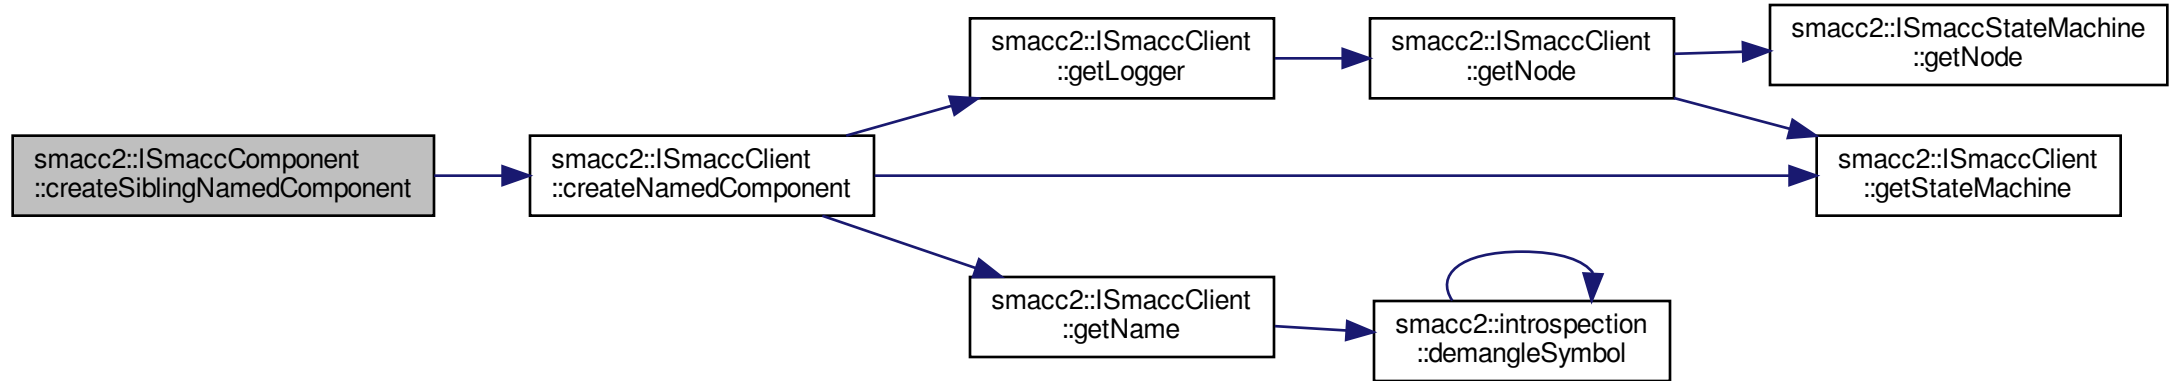 smacc2::ISmaccComponent
::createSiblingNamedComponent
smacc2::ISmaccClient
::createNamedComponent
smacc2::ISmaccClient
::getLogger
smacc2::ISmaccClient
::getNode
smacc2::ISmaccStateMachine
::getNode
smacc2::ISmaccClient
::getStateMachine
smacc2::ISmaccClient
::getName
smacc2::introspection
::demangleSymbol